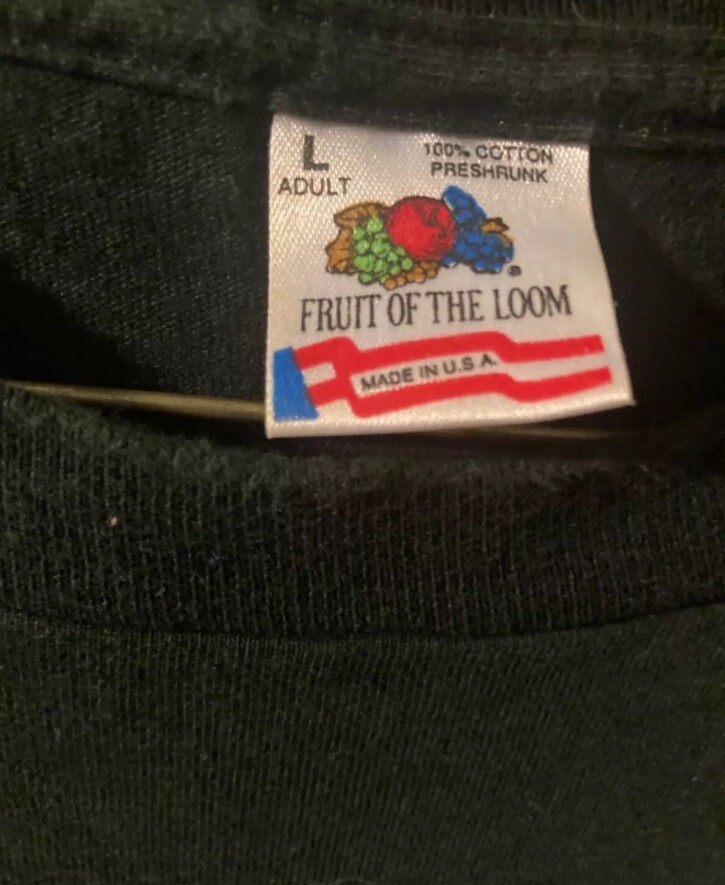 L
ADULT
100% COTTON
PRESHRUNK
®
FRUIT OF THE LOOM
MADE IN U.S.A.